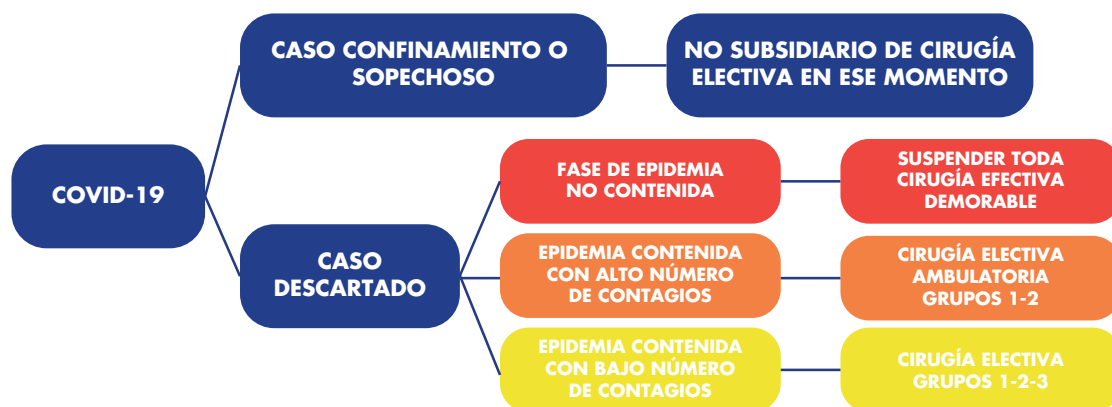 CASO CONFINAMIENTO O
SOPECHOSO
NO SUBSIDIARIO DE CIRUGÍA
ELECTIVA EN ESE MOMENTO
COVID-19
CASO
DESCARTADO
FASE DE EPIDEMIA
NO CONTENIDA
SUSPENDER TODA
CIRUGÍA EFECTIVA
DEMORABLE
EPIDEMIA CONTENIDA
CON ALTO NÚMERO
DE CONTAGIOS
CIRUGÍA ELECTIVA
AMBULATORIA
GRUPOS 1-2
EPIDEMIA CONTENIDA
CON BAJO NÚMERO
DE CONTAGIOS
CIRUGÍA ELECTIVA
GRUPOS 1-2-3